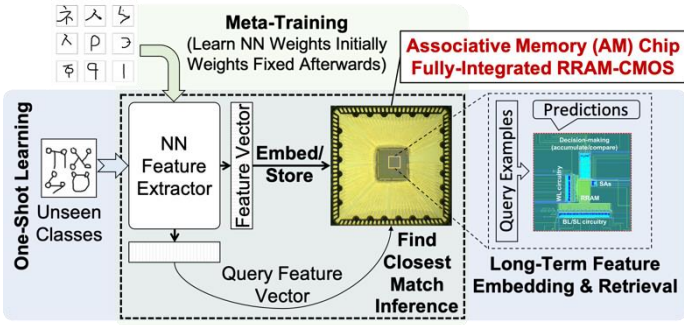 Meta-Training
(Learn NN Weights Initially
Weights Fixed Afterwards)
Associative Memory (AM) Chip
Fully-Integrated RRAM-CMOS
One-Shot Learning
Unseen
Classes
NN
Feature
Extractor
Feature Vector
Embed/
Store
Query Feature
Vector
Find
Closest
Match
Inference
Query Examples
Predictions
Decision-making
(accumulate/compare)
WL circuitry
SAs
RRAM
BL/SL circuitry
Long-Term Feature
Embedding & Retrieval